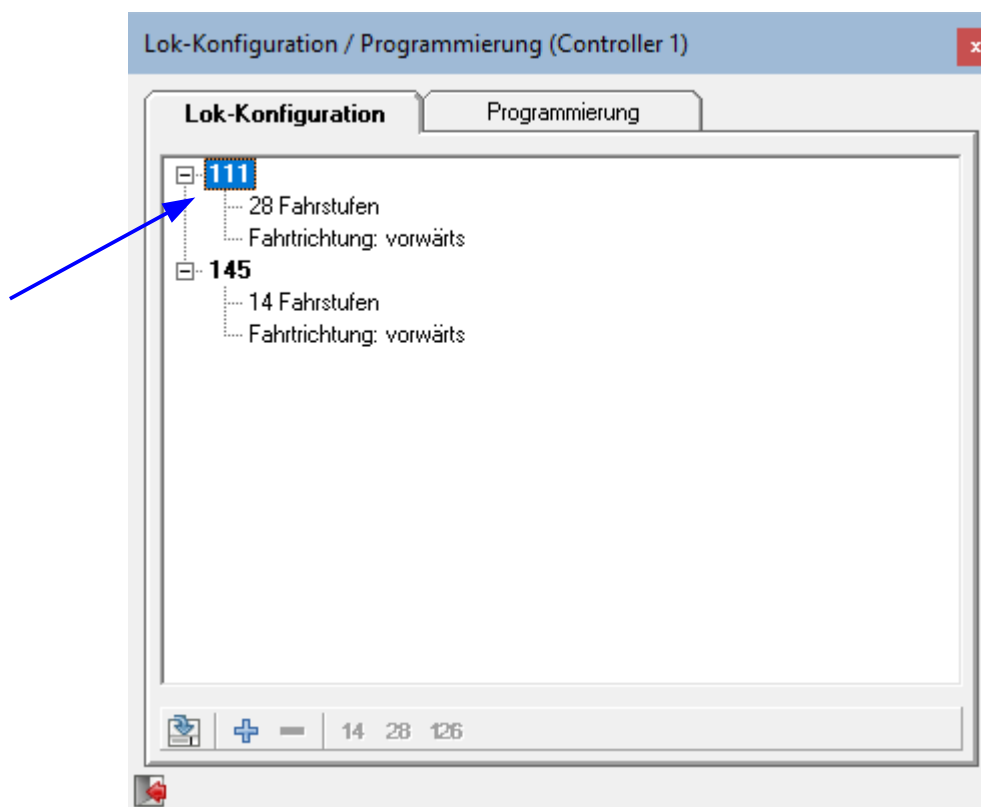 Lok-Konfiguration / Programmierung (Controller 1)
x
Lok-Konfiguration
Programmierung
111
28 Fahrstufen
Fahrtrichtung: vorwärts
145
14 Fahrstufen
Fahrtrichtung: vorwärts
14 28 126